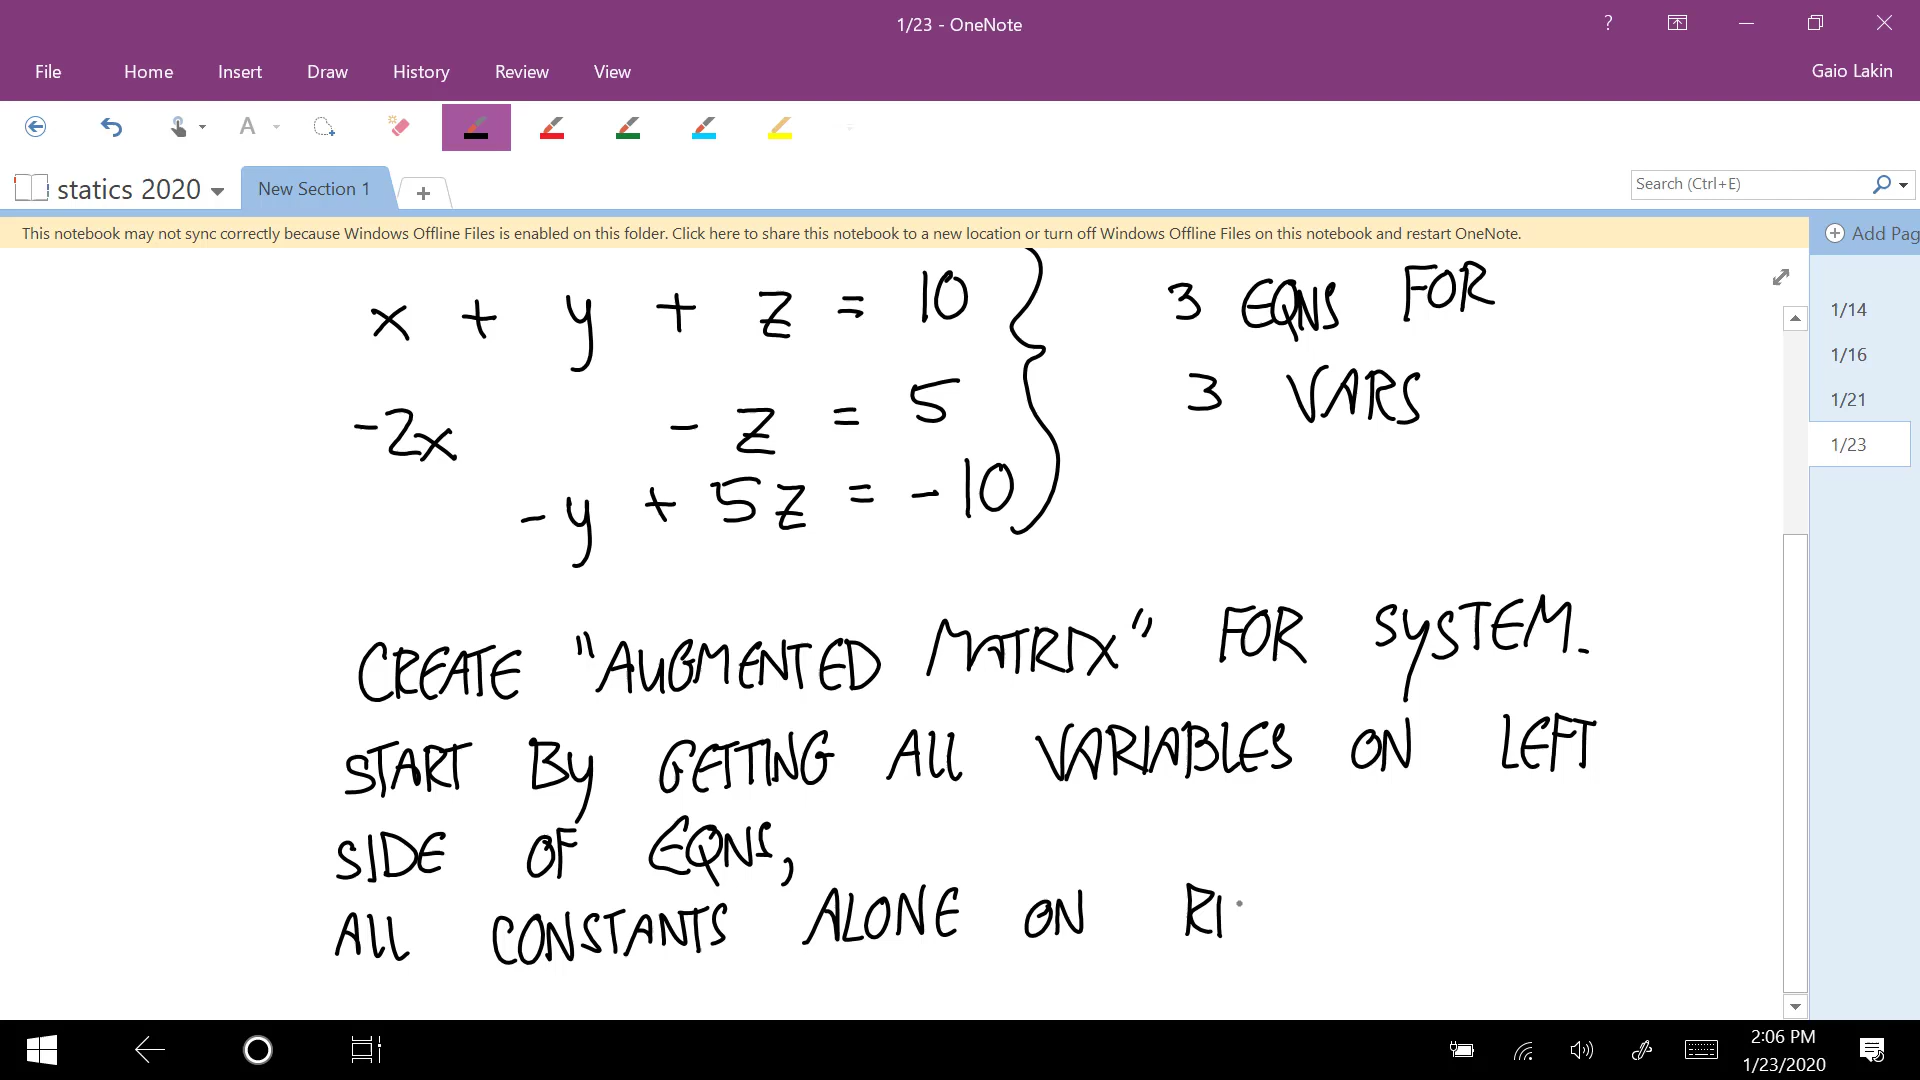 1/23 - OneNote
?
File Home Insert Draw History Review View
Gaio Lakin
A
statics 2020
New Section 1
+
Search (Ctrl+E)
This notebook may not sync correctly because Windows Offline Files is enabled on this folder. Click here to share this notebook to a new location or turn off Windows Offline Files on this notebook and restart OneNote.
Add Pag
1/14
1/16
1/21
1/23
x + y + z = 10
-2x - z = 5
-y + 5z = -10
3 EQNS FOR
3 VARS
CREATE "AUGMENTED MATRIX" FOR SYSTEM.
START BY GETTING ALL VARIABLES ON LEFT
SIDE OF EQNS,
ALL CONSTANTS ALONE ON RI
2:06 PM
1/23/2020